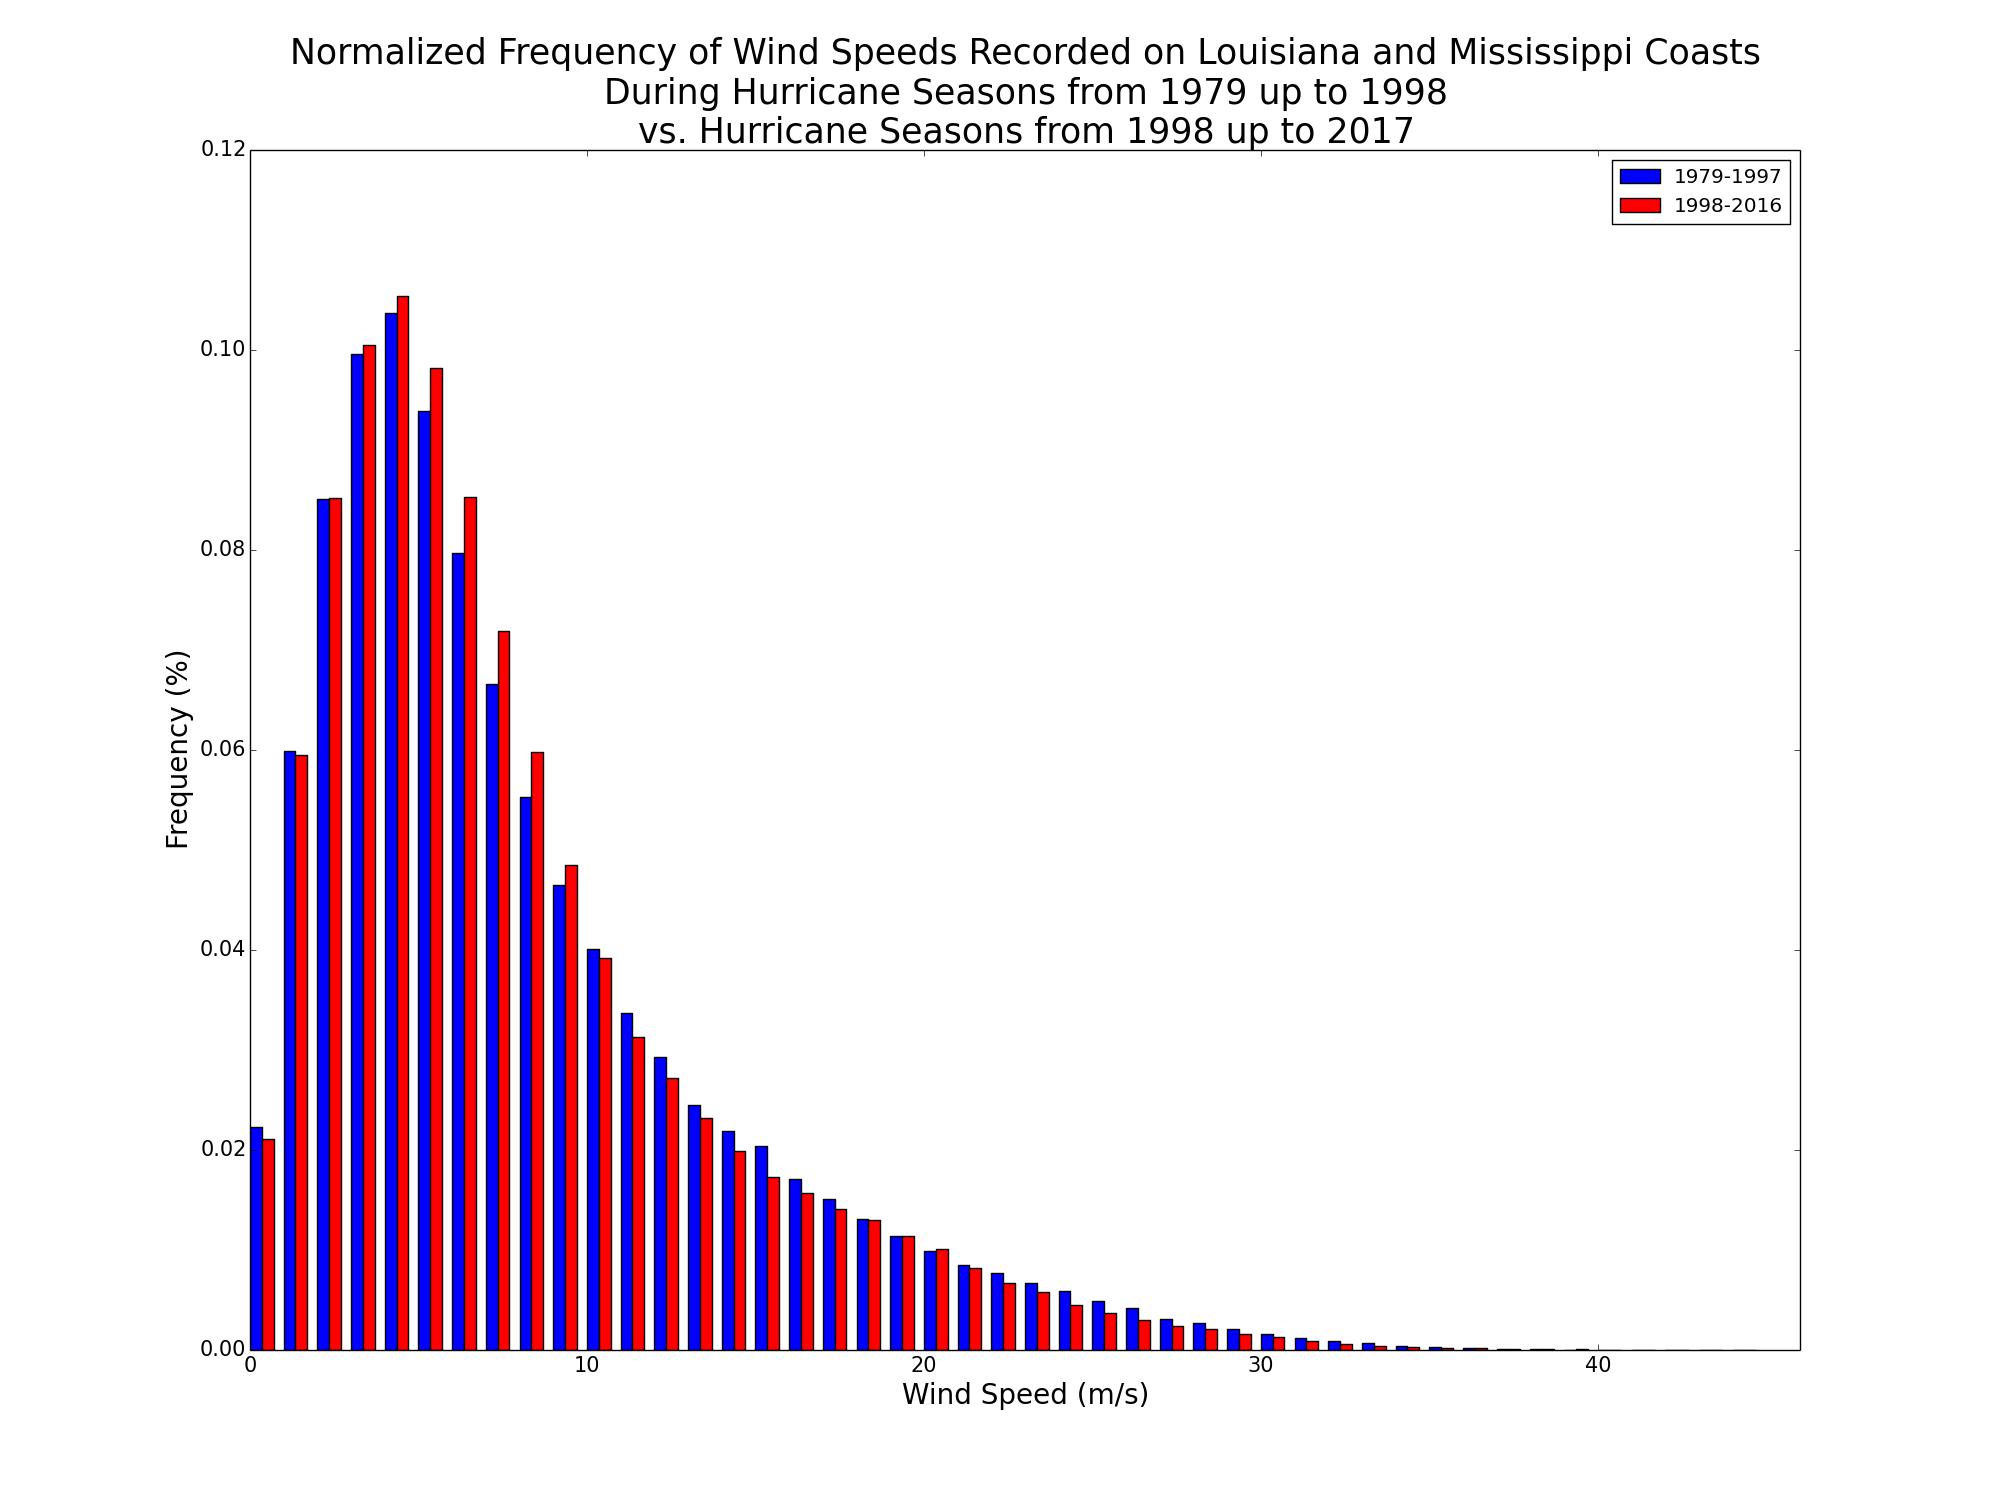 Normalized Frequency of Wind Speeds Recorded on Louisiana and Mississippi Coasts
During Hurricane Seasons from 1979 up to 1998
vs. Hurricane Seasons from 1998 up to 2017
0.12
1979-1997
1998-2016
0.10
0.08
0.06
0.04
0.02
0.00
Frequency (%)
0 10 20 30 40
Wind Speed (m/s)